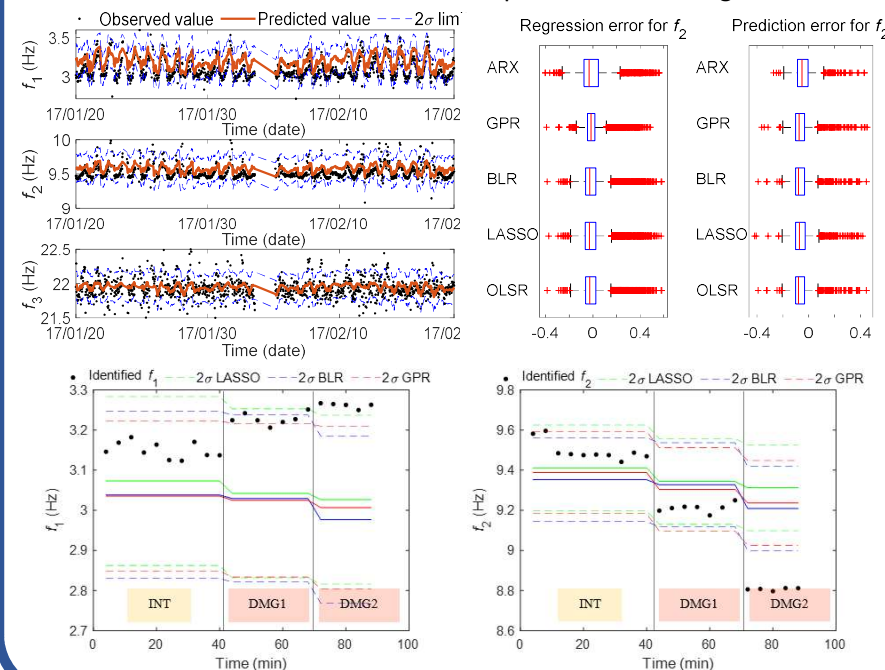 Observed value Predicted value 2σ lim
f1 (Hz)
3.5
3
17/01/20 17/01/30 17/02/10 17/02/2
Time (date)
f2 (Hz)
10
9.5
9
17/01/20 17/01/30 17/02/10 17/02/2
Time (date)
f3 (Hz)
22.5
22
21.5
17/01/20 17/01/30 17/02/10 17/02/2
Time (date)
Regression error for f2
ARX
GPR
BLR
LASSO
OLSR
-0.4 0 0.4
Prediction error for f2
ARX
GPR
BLR
LASSO
OLSR
-0.4 0 0.4
Identified f1 2σ LASSO 2σ BLR 2σ GPR
f1 (Hz)
3.3
3.2
3.1
3
2.9
2.8
2.7
INT DMG1 DMG2
0 20 40 60 80 100
Time (min)
Identified f2 2σ LASSO 2σ BLR 2σ GPR
f2 (Hz)
9.8
9.6
9.4
9.2
9
8.8
8.6
INT DMG1 DMG2
0 20 40 60 80 100
Time (min)